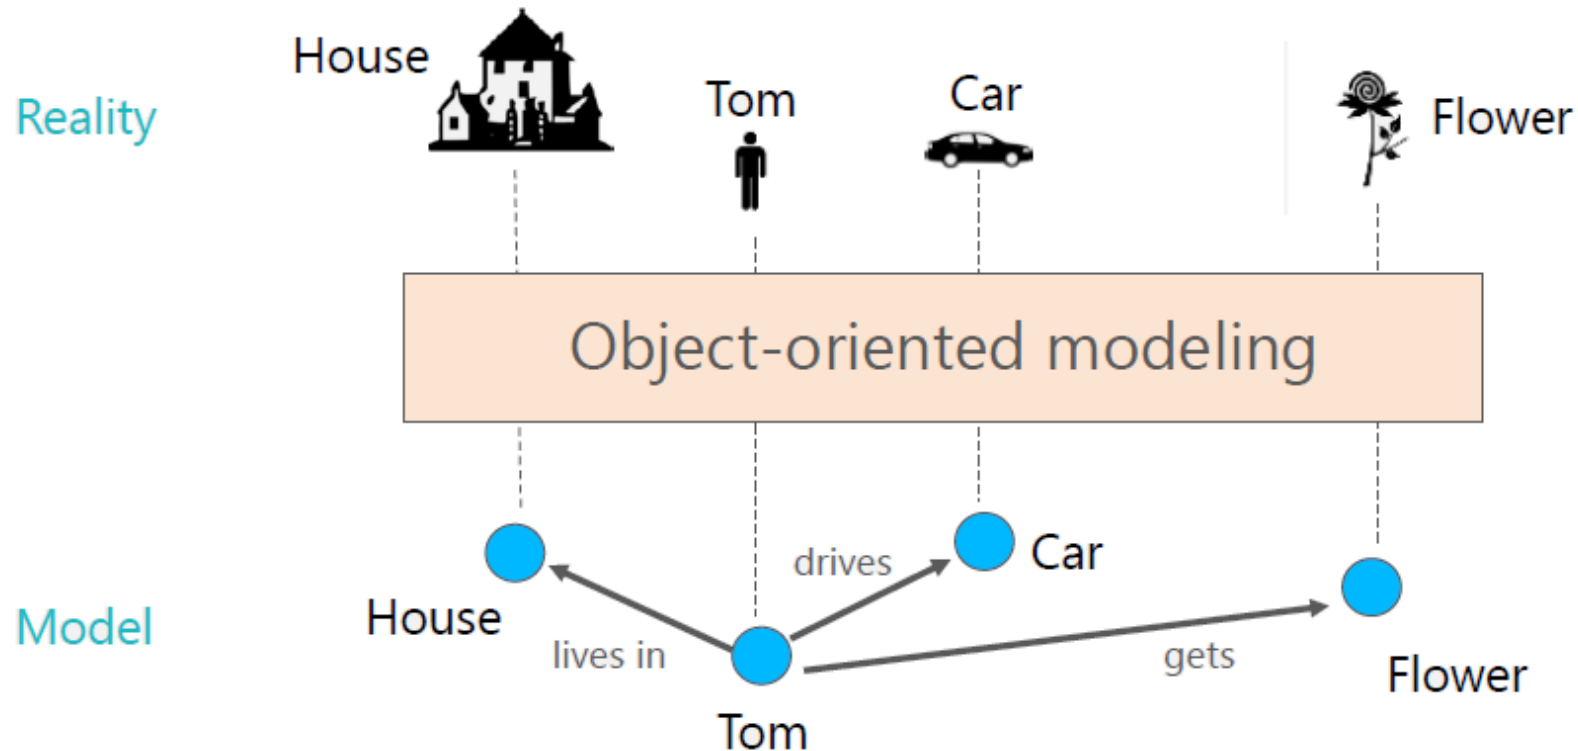 House
Tom
Car
Reality
Flower
Object-oriented modeling
drives
Car
House
lives in
gets
Model
Flower
Tom